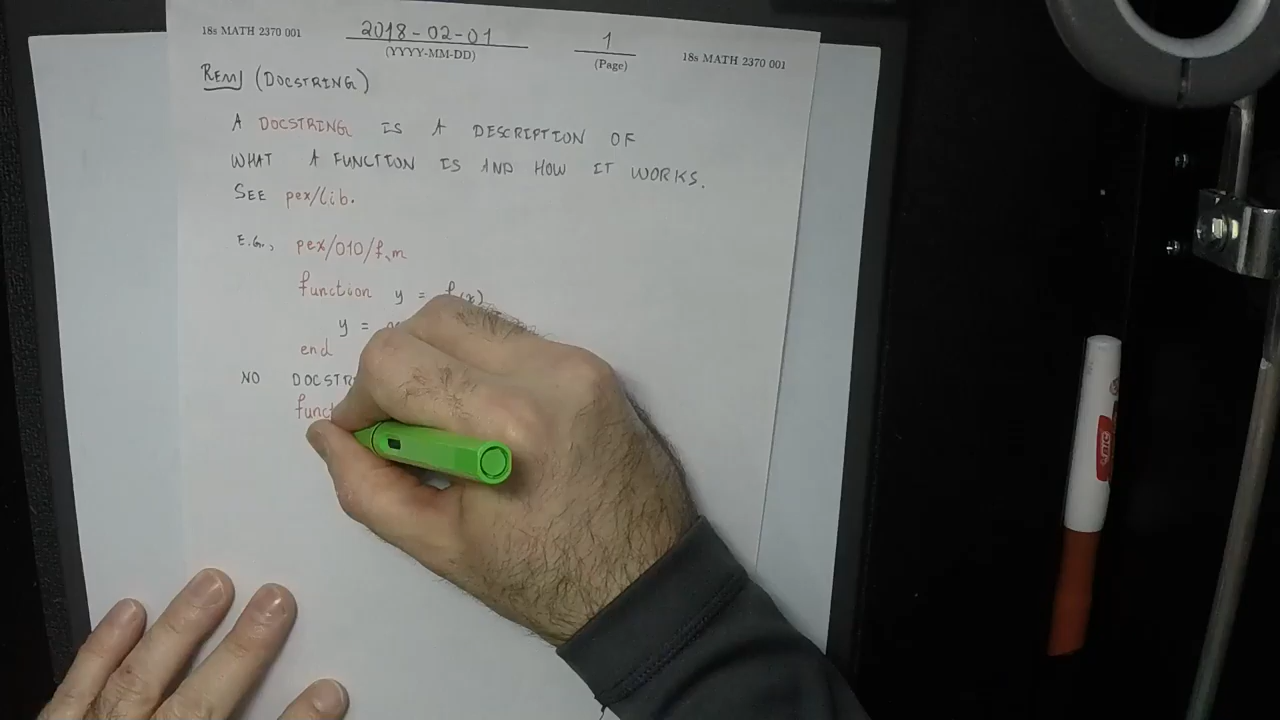 18s MATH 2370 001 2018-02-01 1 18s MATH 2370 001
(YYYY-MM-DD) (Page)
REM (DOCSTRING)
A DOCSTRING IS A DESCRIPTION OF
WHAT A FUNCTION IS AND HOW IT WORKS.
SEE pex/lib.
E.G., pex/010/f.m
function y = f(x)
y =
end
NO
BIC